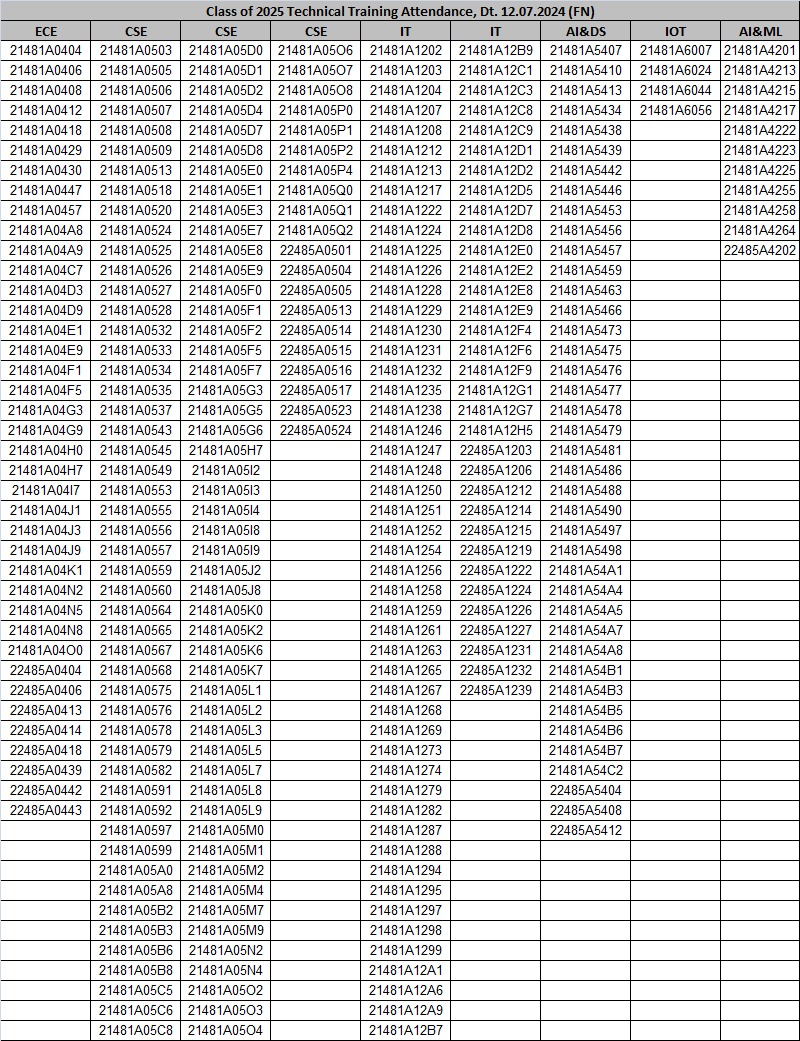 Class of 2025 Technical Training Attendance, Dt. 12.07.2024 (FN)
ECE CSE CSE CSE IT IT AI&DS IOT AI&ML
21481A0404 21481A0503 21481A05D0 21481A05O6 21481A1202 21481A12B9 21481A5407 21481A6007 21481A4201
21481A0406 21481A0505 21481A05D1 21481A05O7 21481A1203 21481A12C1 21481A5410 21481A6024 21481A4213
21481A0408 21481A0506 21481A05D2 21481A05O8 21481A1204 21481A12C3 21481A5413 21481A6044 21481A4215
21481A0412 21481A0507 21481A05D4 21481A05P0 21481A1207 21481A12C8 21481A5434 21481A6056 21481A4217
21481A0418 21481A0508 21481A05D7 21481A05P1 21481A1208 21481A12C9 21481A5438 21481A4222
21481A0429 21481A0509 21481A05D8 21481A05P2 21481A1212 21481A12D1 21481A5439 21481A4223
21481A0430 21481A0513 21481A05E0 21481A05P4 21481A1213 21481A12D2 21481A5442 21481A4225
21481A0447 21481A0518 21481A05E1 21481A05Q0 21481A1217 21481A12D5 21481A5446 21481A4255
21481A0457 21481A0520 21481A05E3 21481A05Q1 21481A1222 21481A12D7 21481A5453 21481A4258
21481A04A8 21481A0524 21481A05E7 21481A05Q2 21481A1224 21481A12D8 21481A5456 21481A4264
21481A04A9 21481A0525 21481A05E8 22485A0501 21481A1225 21481A12E0 21481A5457 22485A4202
21481A04C7 21481A0526 21481A05E9 22485A0504 21481A1226 21481A12E2 21481A5459
21481A04D3 21481A0527 21481A05F0 22485A0505 21481A1228 21481A12E8 21481A5463
21481A04D9 21481A0528 21481A05F1 22485A0513 21481A1229 21481A12E9 21481A5466
21481A04E1 21481A0532 21481A05F2 22485A0514 21481A1230 21481A12F4 21481A5473
21481A04E9 21481A0533 21481A05F5 22485A0515 21481A1231 21481A12F6 21481A5475
21481A04F1 21481A0534 21481A05F7 22485A0516 21481A1232 21481A12F9 21481A5476
21481A04F5 21481A0535 21481A05G3 22485A0517 21481A1235 21481A12G1 21481A5477
21481A04G3 21481A0537 21481A05G5 22485A0523 21481A1238 21481A12G7 21481A5478
21481A04G9 21481A0543 21481A05G6 22485A0524 21481A1246 21481A12H5 21481A5479
21481A04H0 21481A0545 21481A05H7 21481A1247 22485A1203 21481A5481
21481A04H7 21481A0549 21481A05I2 21481A1248 22485A1206 21481A5486
21481A04I7 21481A0553 21481A05I3 21481A1250 22485A1212 21481A5488
21481A04J1 21481A0555 21481A05I4 21481A1251 22485A1214 21481A5490
21481A04J3 21481A0556 21481A05I8 21481A1252 22485A1215 21481A5497
21481A04J9 21481A0557 21481A05I9 21481A1254 22485A1219 21481A5498
21481A04K1 21481A0559 21481A05J2 21481A1256 22485A1222 21481A54A1
21481A04N2 21481A0560 21481A05J8 21481A1258 22485A1224 21481A54A4
21481A04N5 21481A0564 21481A05K0 21481A1259 22485A1226 21481A54A5
21481A04N8 21481A0565 21481A05K2 21481A1261 22485A1227 21481A54A7
21481A04O0 21481A0567 21481A05K6 21481A1263 22485A1231 21481A54A8
22485A0404 21481A0568 21481A05K7 21481A1265 22485A1232 21481A54B1
22485A0406 21481A0575 21481A05L1 21481A1267 22485A1239 21481A54B3
22485A0413 21481A0576 21481A05L2 21481A1268 21481A54B5
22485A0414 21481A0578 21481A05L3 21481A1269 21481A54B6
22485A0418 21481A0579 21481A05L5 21481A1273 21481A54B7
22485A0439 21481A0582 21481A05L7 21481A1274 21481A54C2
22485A0442 21481A0591 21481A05L8 21481A1279 22485A5404
22485A0443 21481A0592 21481A05L9 21481A1282 22485A5408
21481A0597 21481A05M0 21481A1287 22485A5412
21481A0599 21481A05M1 21481A1288
21481A05A0 21481A05M2 21481A1294
21481A05A8 21481A05M4 21481A1295
21481A05B2 21481A05M7 21481A1297
21481A05B3 21481A05M9 21481A1298
21481A05B6 21481A05N2 21481A1299
21481A05B8 21481A05N4 21481A12A1
21481A05C5 21481A05O2 21481A12A6
21481A05C6 21481A05O3 21481A12A9
21481A05C8 21481A05O4 21481A12B7